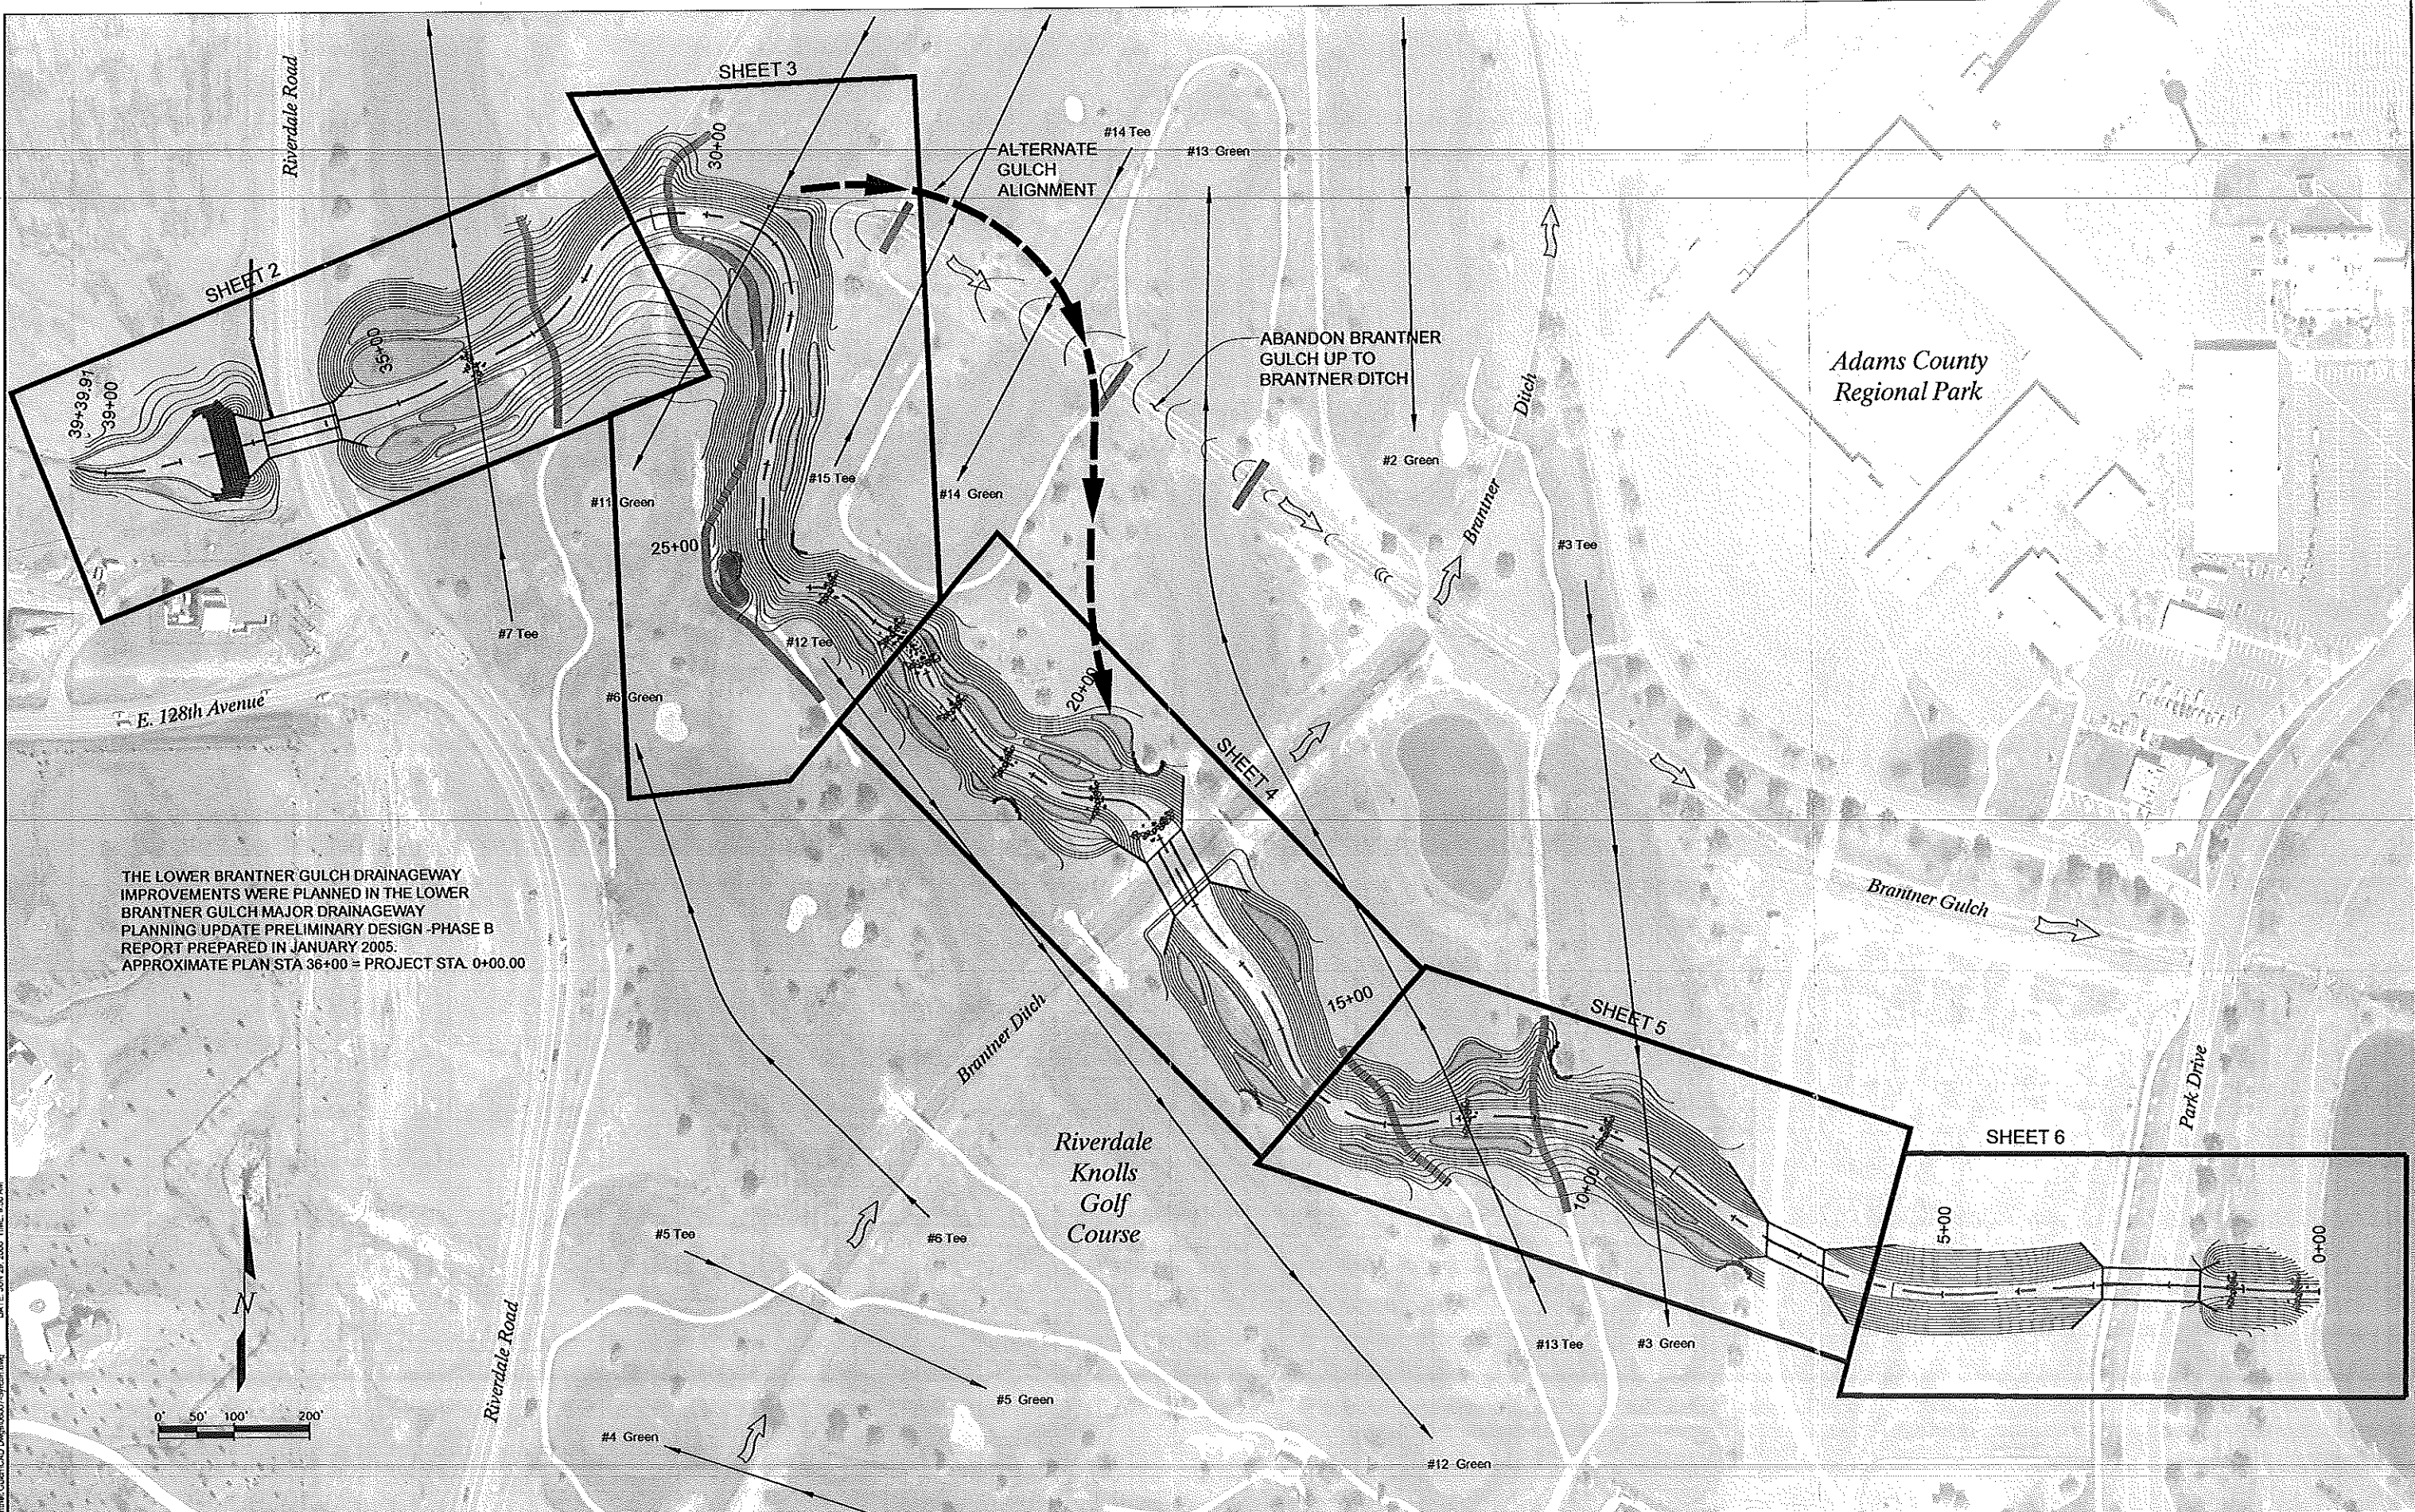 SHEET 3
Riverdale Road
30+00
#14 Tee
ALTERNATE
GULCH
ALIGNMENT
#13 Green
SHEET 2
35+00
39+39.91
39+00
ABANDON BRANTNER
GULCH UP TO
BRANTNER DITCH
Adams County
Regional Park
Brantner Ditch
#2 Green
#15 Tee
#14 Green
#11 Green
25+00
#3 Tee
#7 Tee
#12 Tee
#6 Green
20+00
E. 128th Avenue
SHEET 4
THE LOWER BRANTNER GULCH DRAINAGEWAY
IMPROVEMENTS WERE PLANNED IN THE LOWER
BRANTNER GULCH MAJOR DRAINAGEWAY
PLANNING UPDATE PRELIMINARY DESIGN -PHASE B
REPORT PREPARED IN JANUARY 2005.
APPROXIMATE PLAN STA 36+00 = PROJECT STA. 0+00.00
Brantner Gulch
15+00
SHEET 5
Brantner Ditch
Park Drive
Riverdale
Knolls
Golf
Course
SHEET 6
10+00
5+00
0+00
#5 Tee
#6 Tee
N
#13 Tee
#3 Green
Riverdale Road
#5 Green
0' 50' 100' 200'
#4 Green
#12 Green